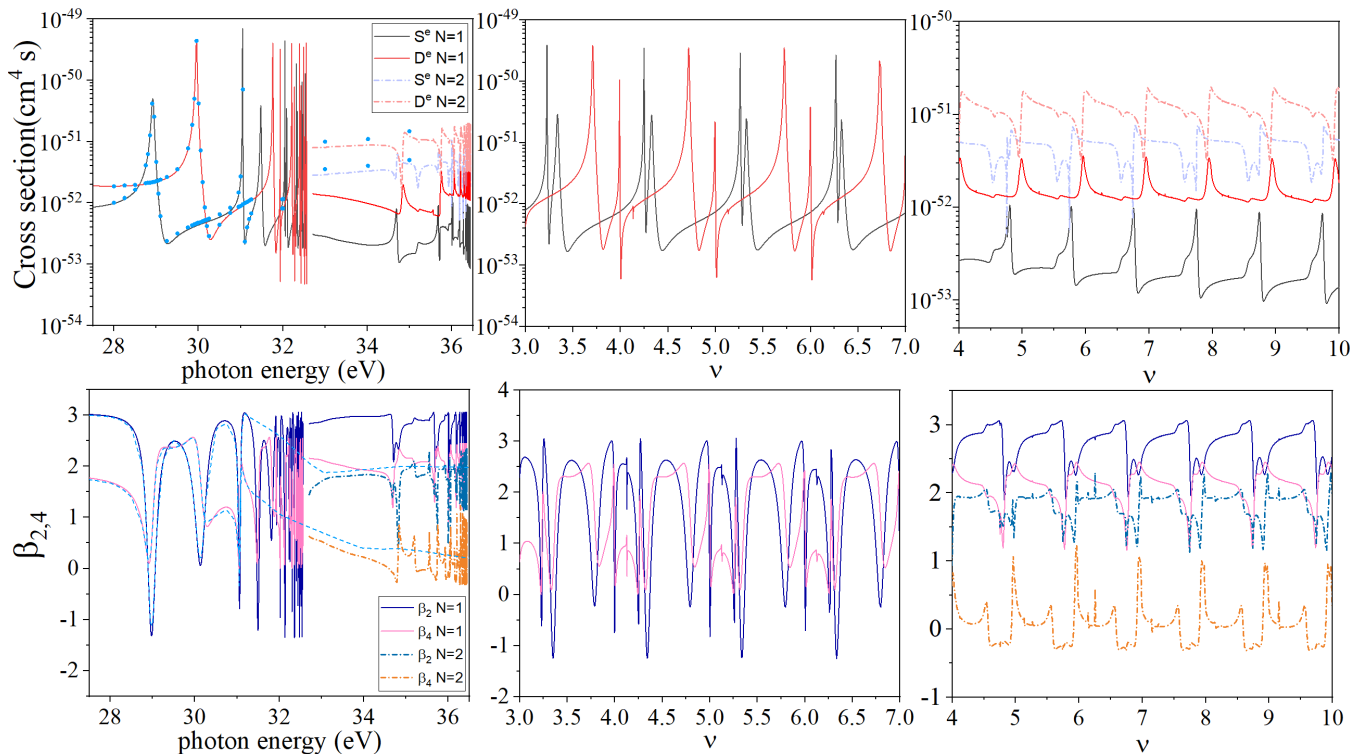 Cross section(cm⁴ s)
10⁻⁴⁹
10⁻⁵⁰
10⁻⁵¹
10⁻⁵²
10⁻⁵³
10⁻⁵⁴
Sᵉ N=1
Dᵉ N=1
Sᵉ N=2
Dᵉ N=2
28 30 32 34 36
photon energy (eV)
10⁻⁴⁹
10⁻⁵⁰
10⁻⁵¹
10⁻⁵²
10⁻⁵³
10⁻⁵⁴
3.0 3.5 4.0 4.5 5.0 5.5 6.0 6.5 7.0
ν
10⁻⁵⁰
10⁻⁵¹
10⁻⁵²
10⁻⁵³
4 5 6 7 8 9 10
ν
β₂,₄
3
2
1
0
-1
-2
β₂ N=1
β₄ N=1
β₂ N=2
β₄ N=2
28 30 32 34 36
photon energy (eV)
4
3
2
1
0
-1
-2
3.0 3.5 4.0 4.5 5.0 5.5 6.0 6.5 7.0
ν
3
2
1
0
-1
4 5 6 7 8 9 10
ν